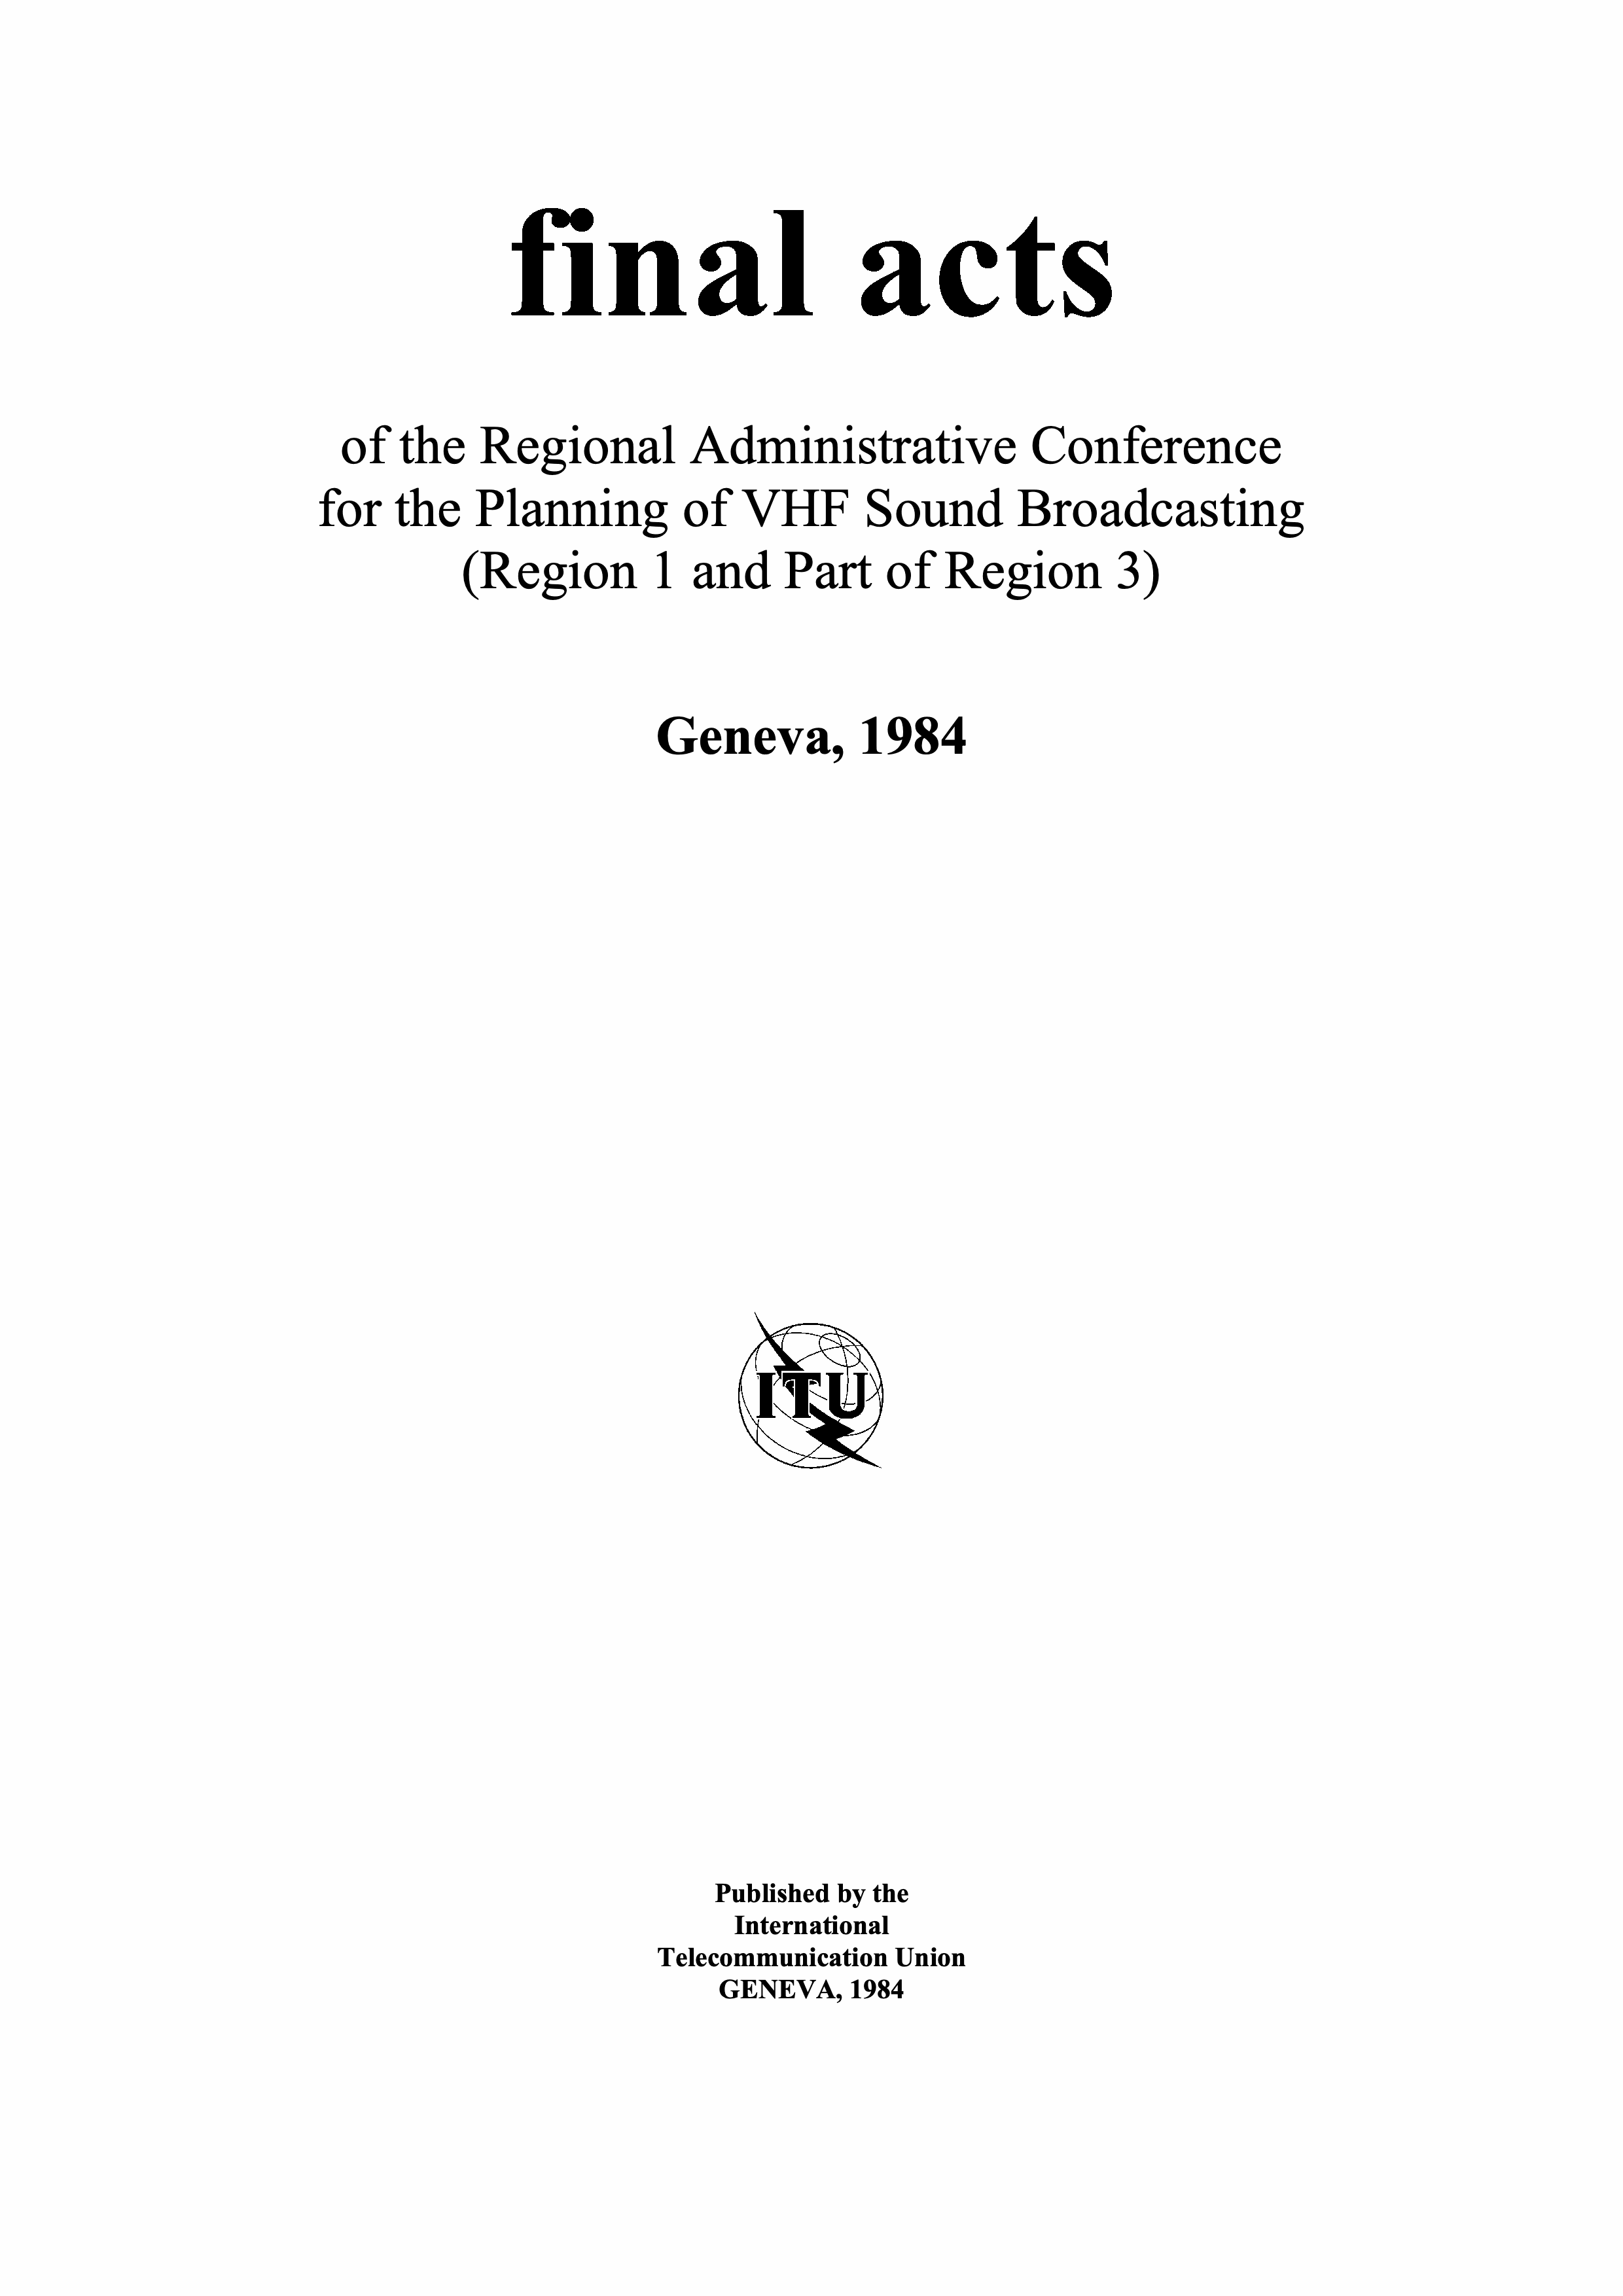 final acts
of the Regional Administrative Conference
for the Planning of VHF Sound Broadcasting
(Region 1 and Part of Region 3)
Geneva, 1984
ITU
Published by the
International
Telecommunication Union
GENEVA, 1984